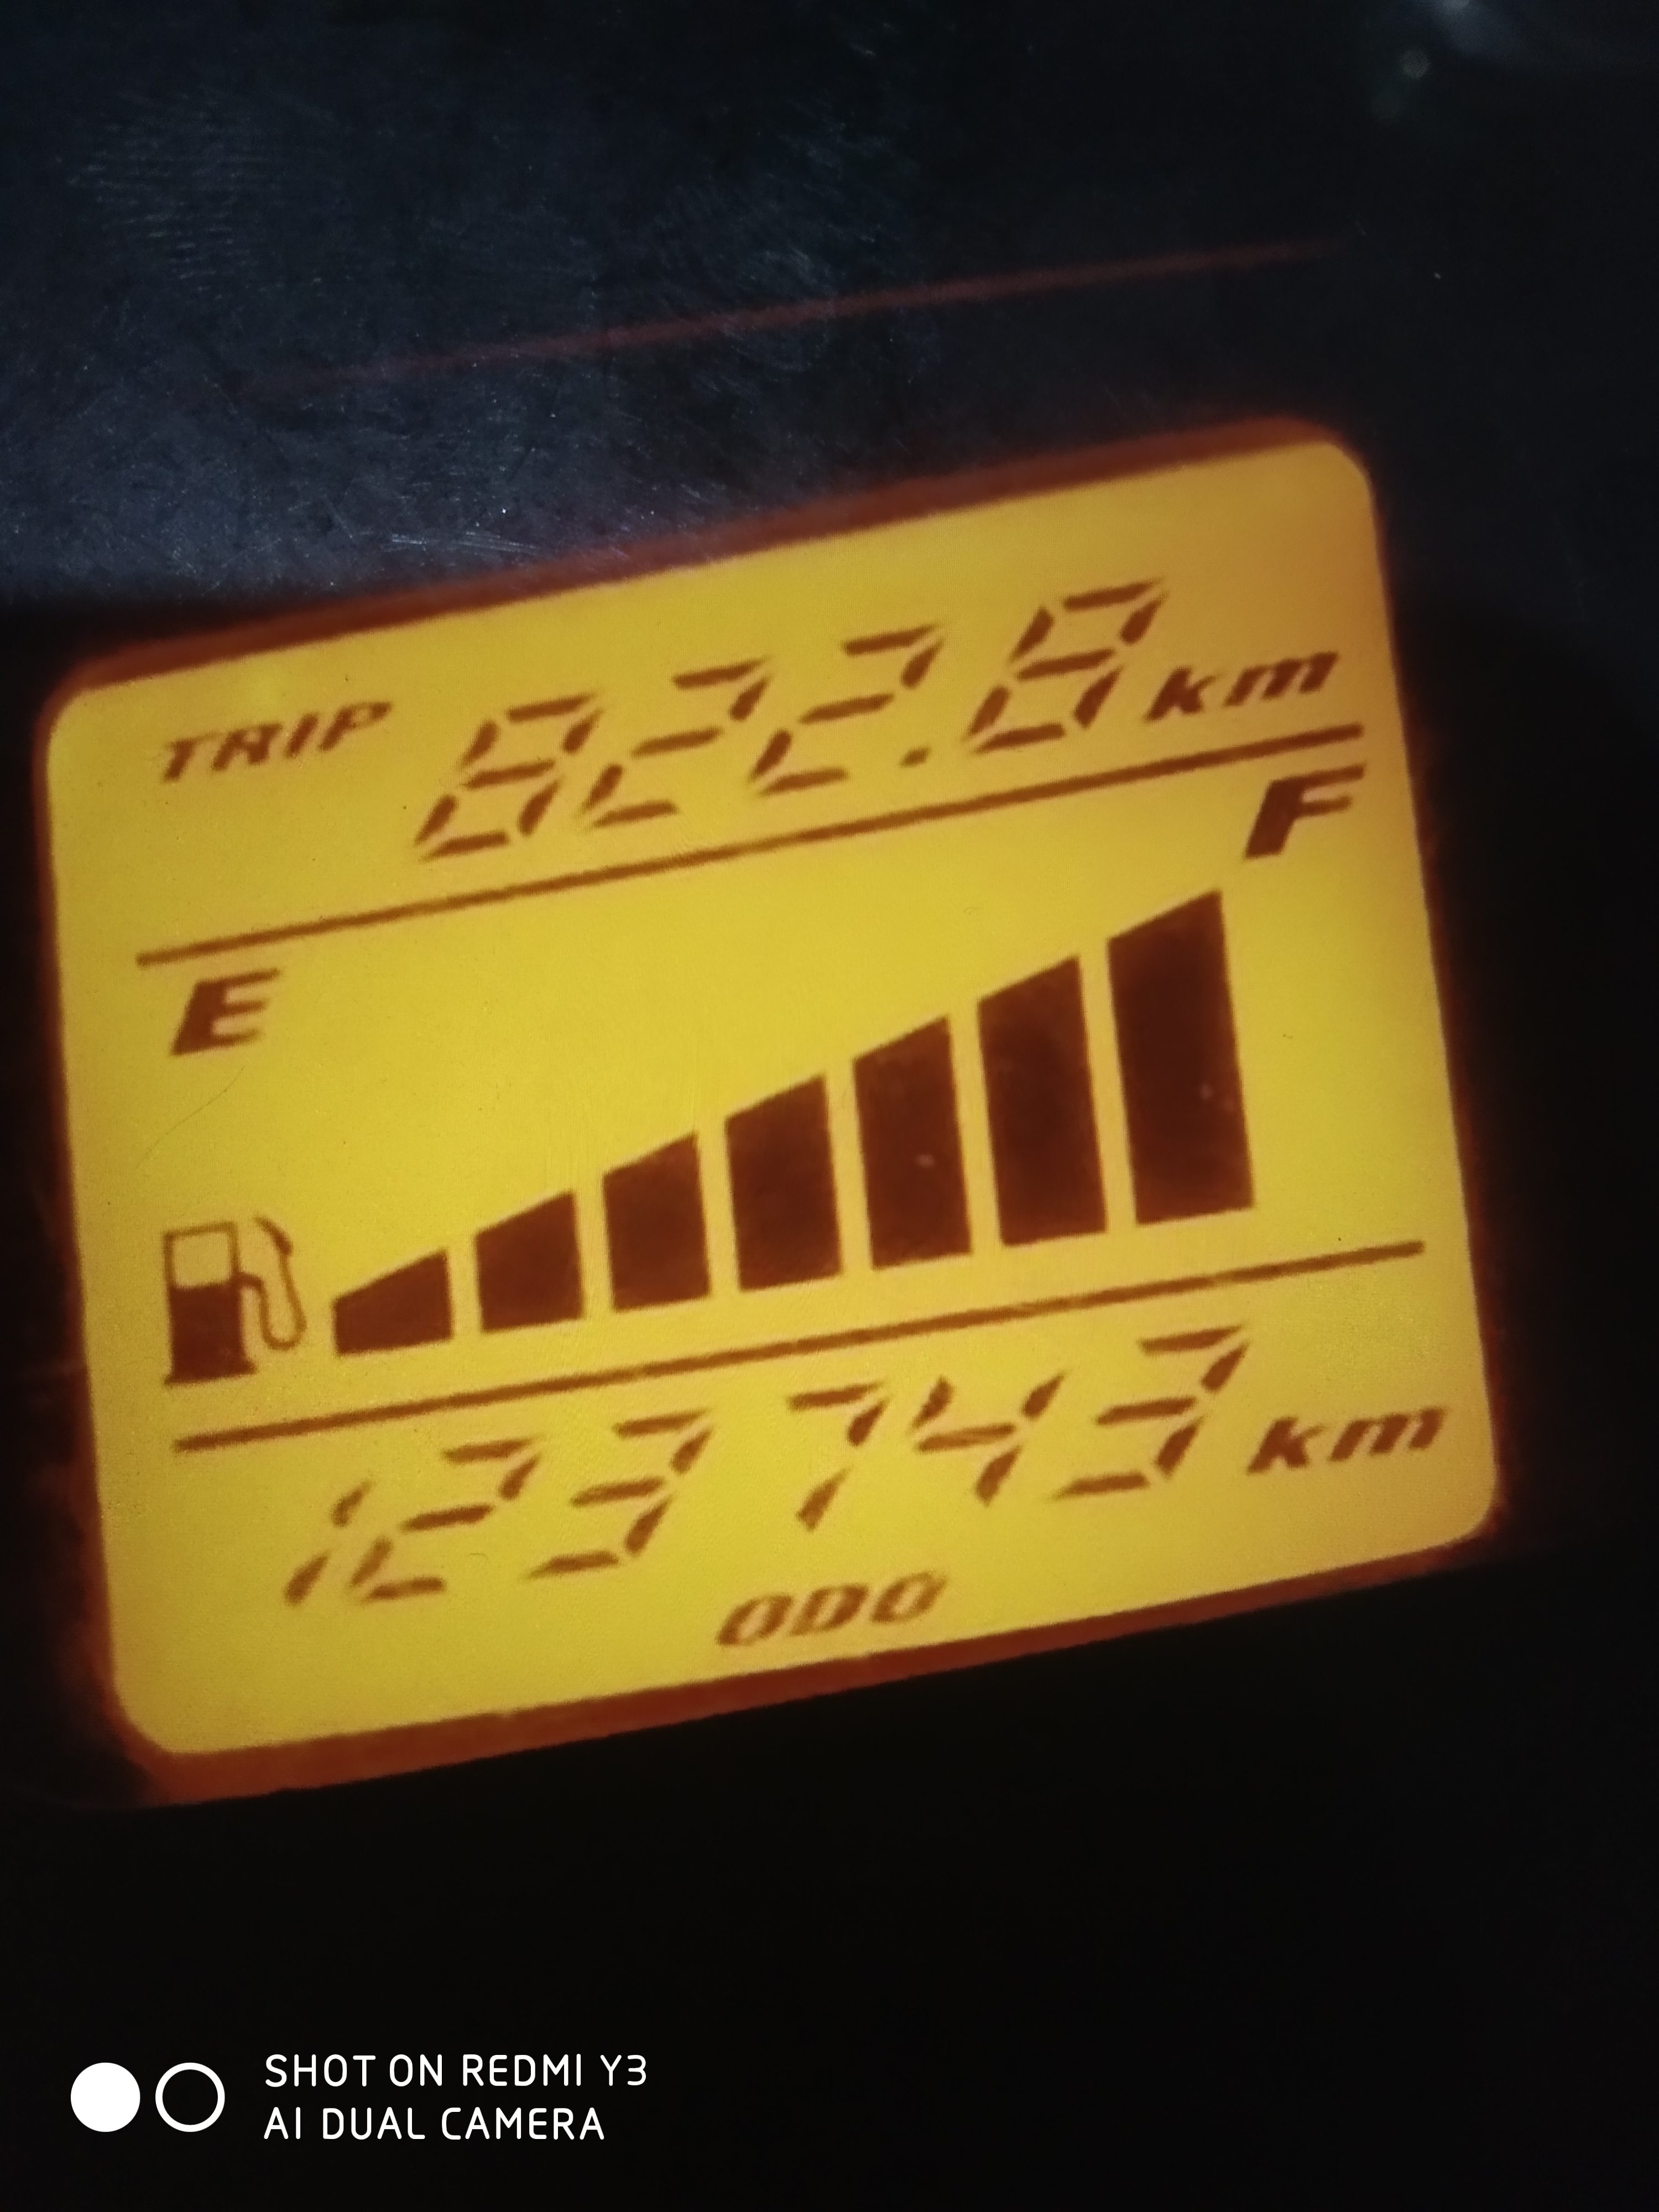 TRIP 822.8 km
E F
123743 km
ODO
SHOT ON REDMI Y3
AI DUAL CAMERA